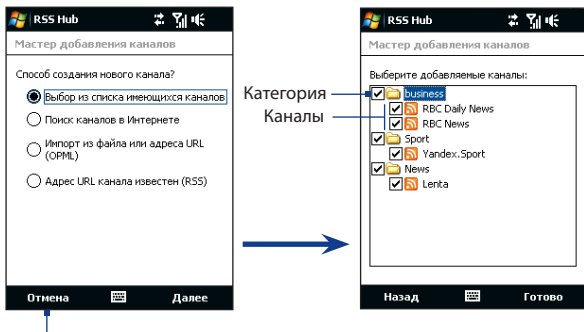 RSS Hub
Мастер добавления каналов
Способ создания нового канала?
Выбор из списка имеющихся каналов
Поиск каналов в Интернете
Импорт из файла или адреса URL
(OPML)
Адрес URL канала известен (RSS)
Отмена
Далее
Категория
Каналы
RSS Hub
Мастер добавления каналов
Выберите добавляемые каналы:
business
RBC Daily News
RBC News
Sport
Yandex.Sport
News
Lenta
Назад
Готово